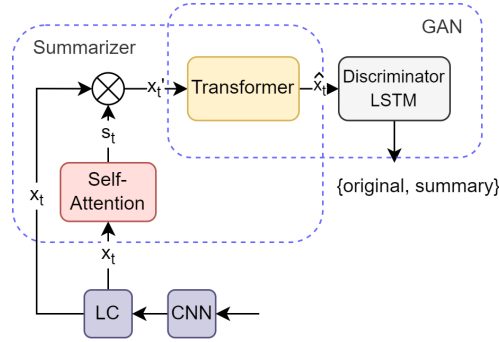 GAN
Summarizer
x_t'
Transformer
x̂_t
Discriminator
LSTM
s_t
{original, summary}
Self-
Attention
x_t
x_t
LC
CNN